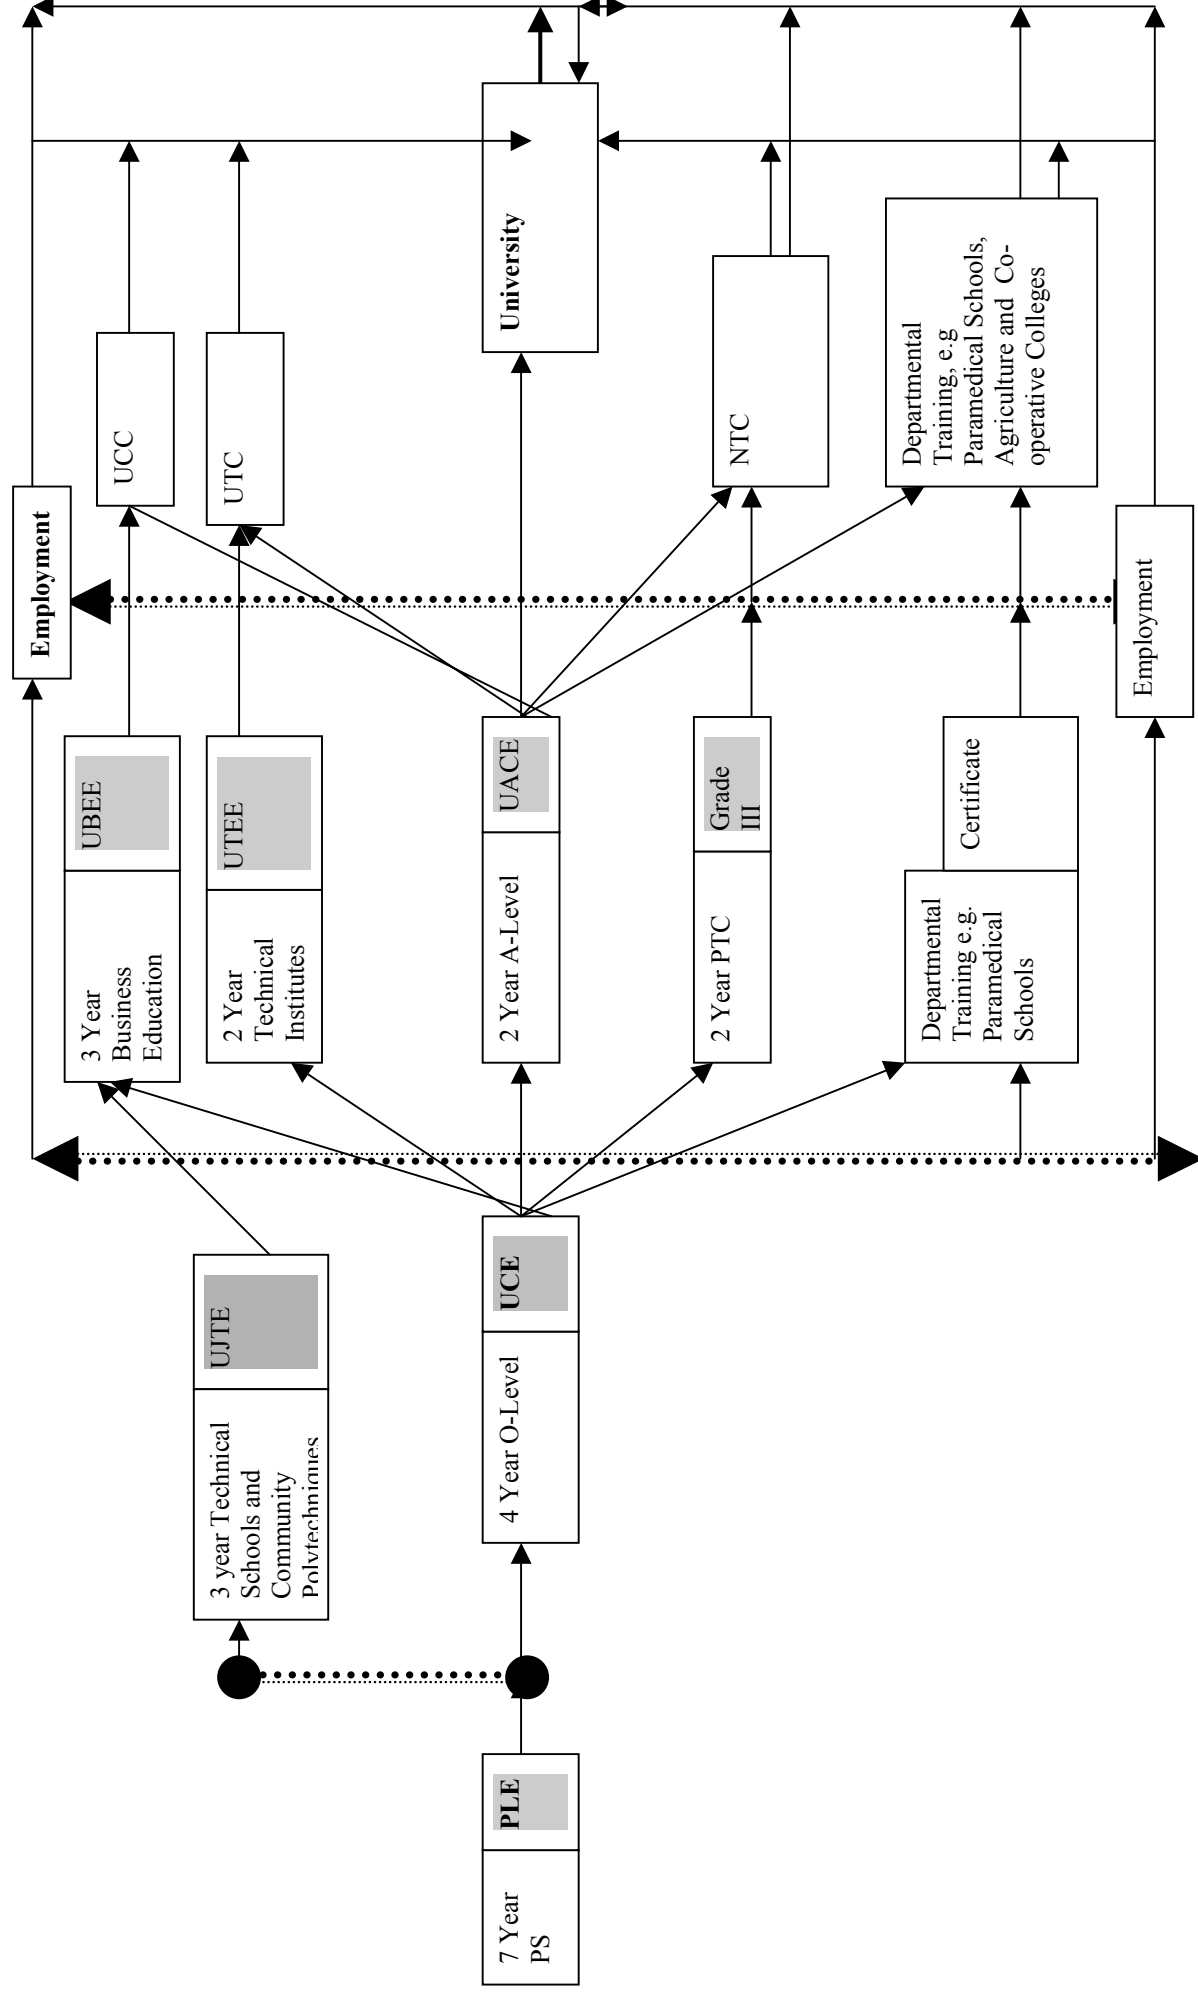 7 Year
PS
PLE
3 year Technical
Schools and
Community
Polytechniques
UJTE
4 Year O-Level
UCE
3 Year
Business
Education
UBEE
2 Year
Technical
Institutes
UTEE
2 Year A-Level
UACE
2 Year PTC
Grade
III
Departmental
Training e.g.
Paramedical
Schools
Certificate
Employment
UCC
UTC
University
NTC
Departmental
Training, e.g
Paramedical Schools,
Agriculture and Co-
operative Colleges
Employment